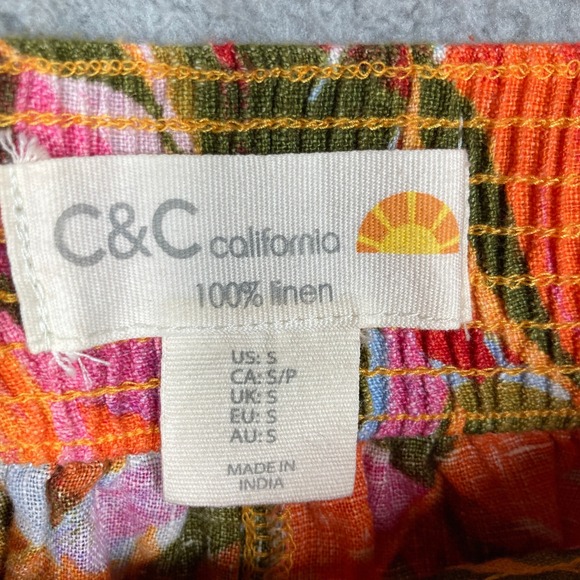 C&C california
100% linen
US: S
CA: S/P
UK: S
EU: S
AU: S
MADE IN
INDIA